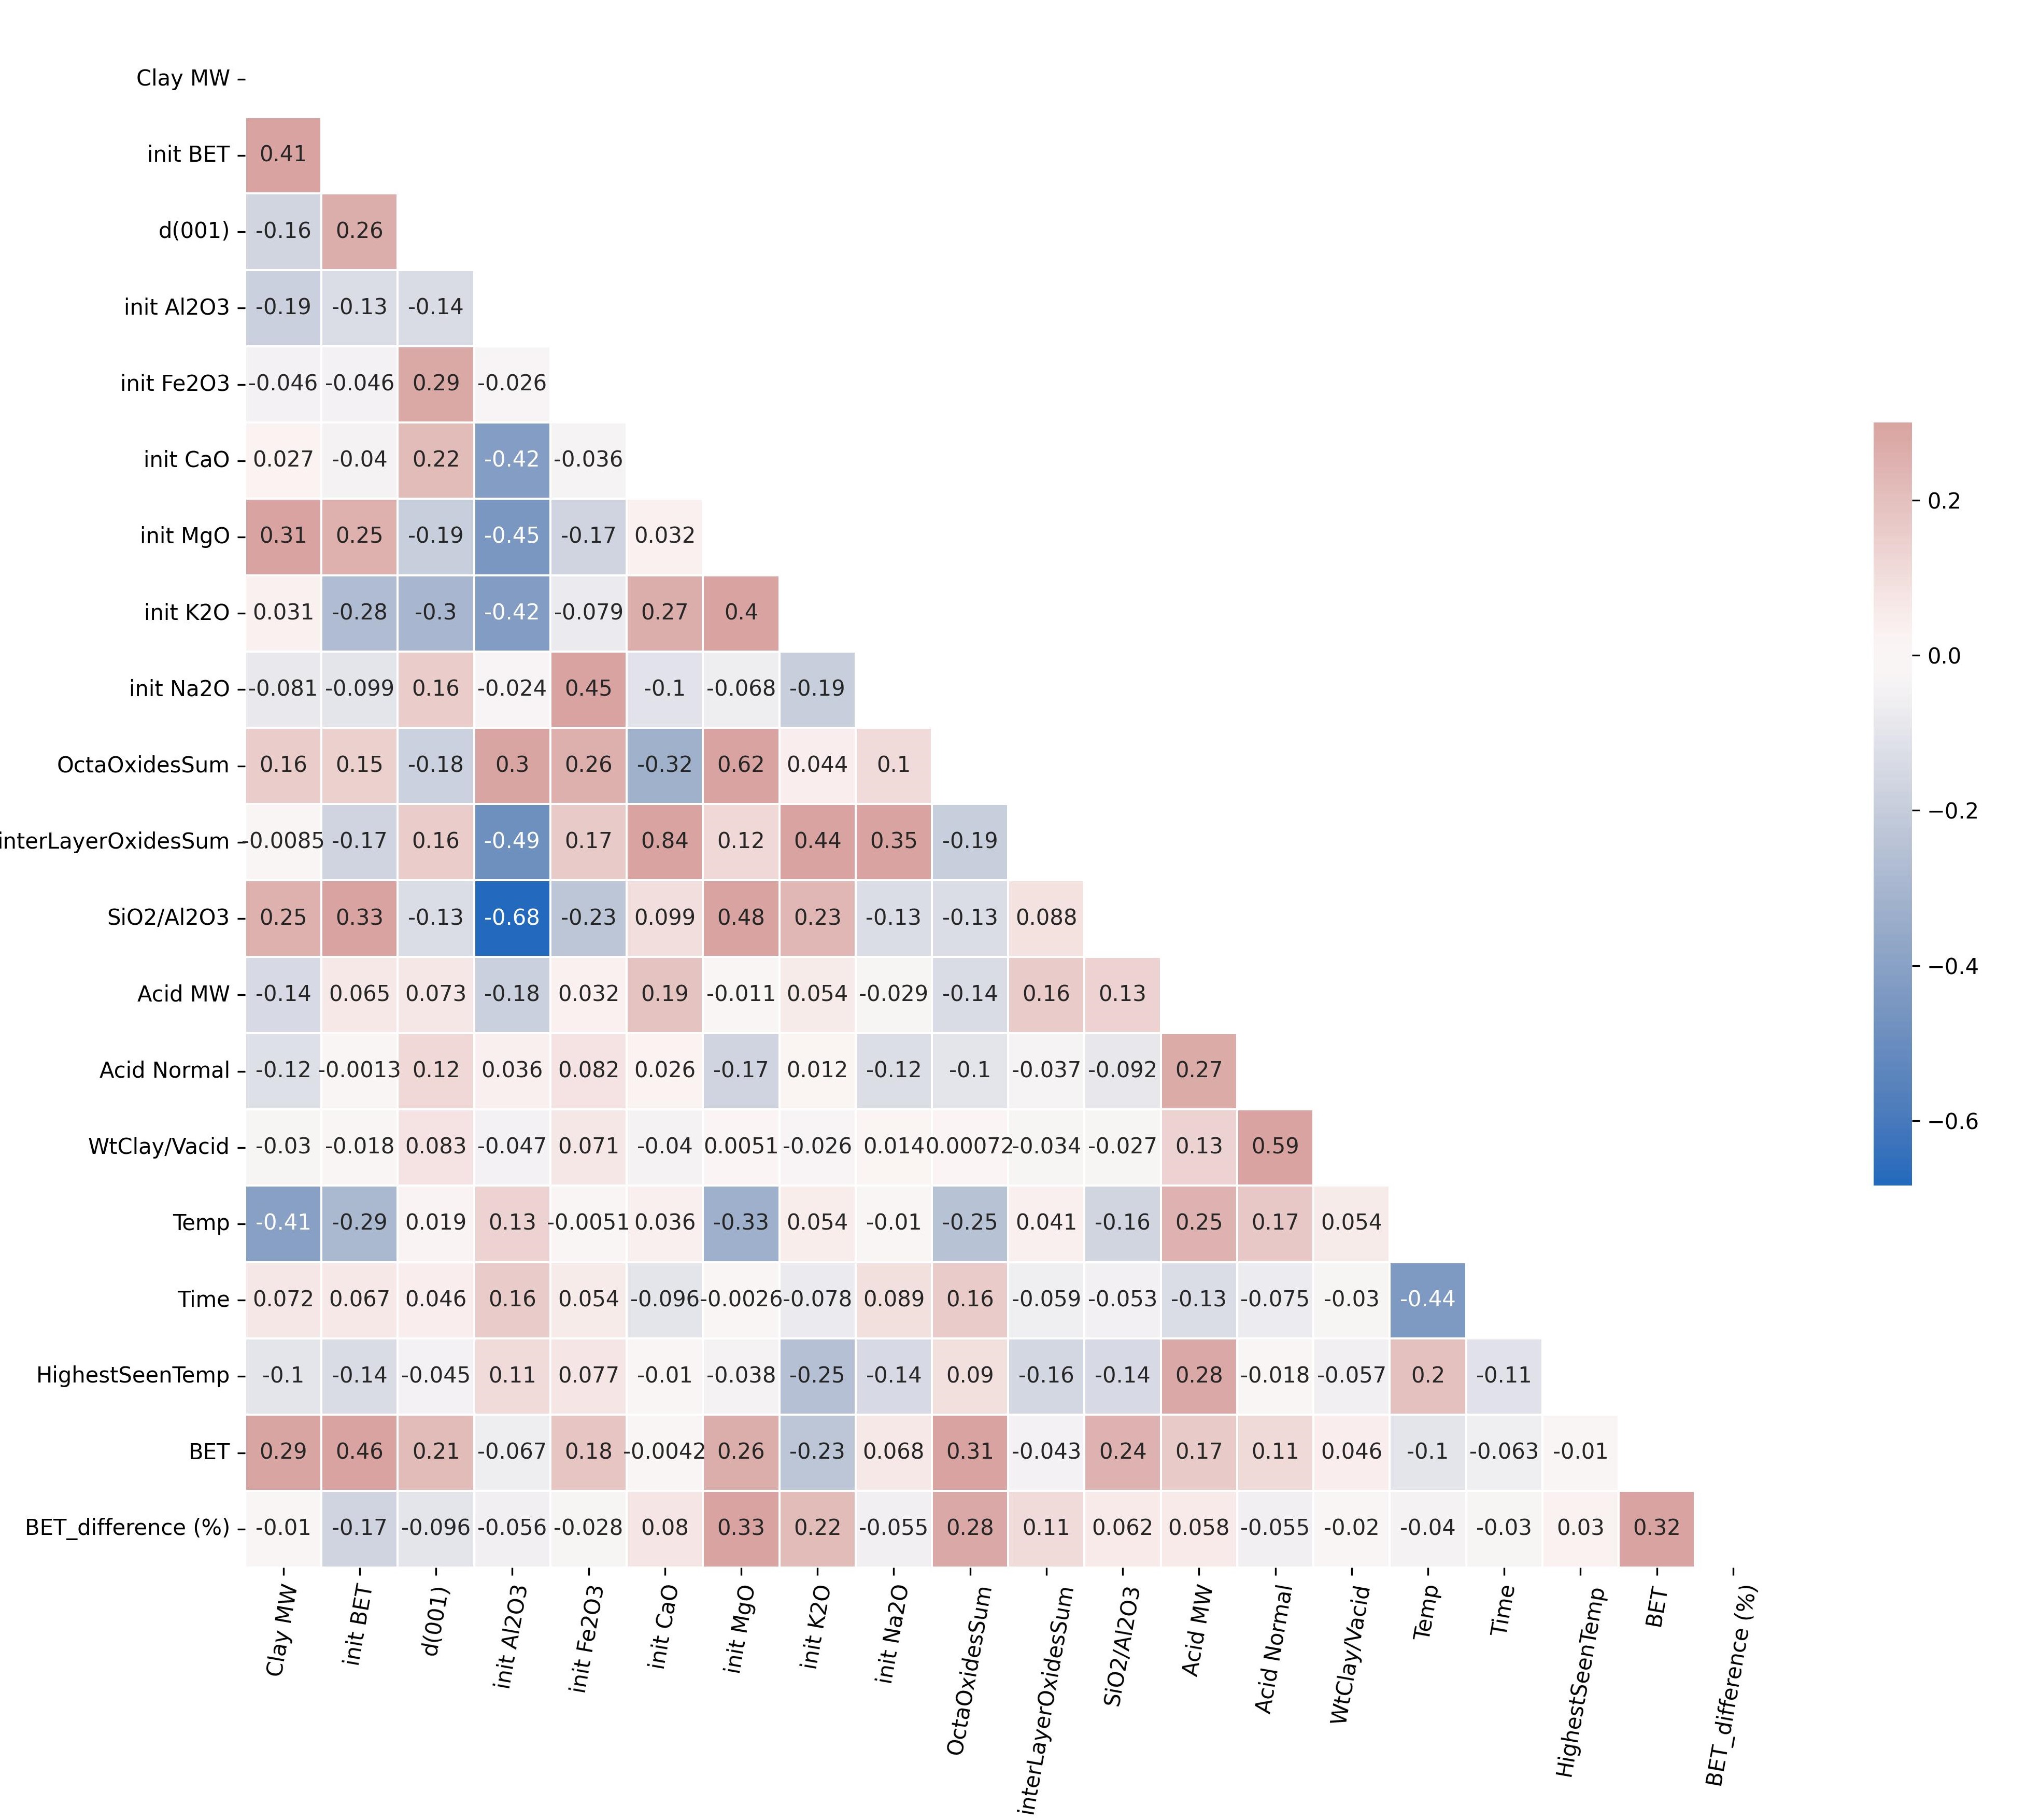 Clay MW
init BET 0.41
d(001) -0.16 0.26
init Al2O3 -0.19 -0.13 -0.14
init Fe2O3 -0.046 -0.046 0.29 -0.026
init CaO 0.027 -0.04 0.22 -0.42 -0.036
init MgO 0.31 0.25 -0.19 -0.45 -0.17 0.032
init K2O 0.031 -0.28 -0.3 -0.42 -0.079 0.27 0.4
init Na2O -0.081 -0.099 0.16 -0.024 0.45 -0.1 -0.068 -0.19
OctaOxidesSum 0.16 0.15 -0.18 0.3 0.26 -0.32 0.62 0.044 0.1
interLayerOxidesSum -0.0085 -0.17 0.16 -0.49 0.17 0.84 0.12 0.44 0.35 -0.19
SiO2/Al2O3 0.25 0.33 -0.13 -0.68 -0.23 0.099 0.48 0.23 -0.13 -0.13 0.088
Acid MW -0.14 0.065 0.073 -0.18 0.032 0.19 -0.011 0.054 -0.029 -0.14 0.16 0.13
Acid Normal -0.12 -0.0013 0.12 0.036 0.082 0.026 -0.17 0.012 -0.12 -0.1 -0.037 -0.092 0.27
WtClay/Vacid -0.03 -0.018 0.083 -0.047 0.071 -0.04 0.0051 -0.026 0.014 0.00072 -0.034 -0.027 0.13 0.59
Temp -0.41 -0.29 0.019 0.13 -0.0051 0.036 -0.33 0.054 -0.01 -0.25 0.041 -0.16 0.25 0.17 0.054
Time 0.072 0.067 0.046 0.16 0.054 -0.096 -0.0026 -0.078 0.089 0.16 -0.059 -0.053 -0.13 -0.075 -0.03 -0.44
HighestSeenTemp -0.1 -0.14 -0.045 0.11 0.077 -0.01 -0.038 -0.25 -0.14 0.09 -0.16 -0.14 0.28 -0.018 -0.057 0.2 -0.11
BET 0.29 0.46 0.21 -0.067 0.18 -0.0042 0.26 -0.23 0.068 0.31 -0.043 0.24 0.17 0.11 0.046 -0.1 -0.063 -0.01
BET_difference (%) -0.01 -0.17 -0.096 -0.056 -0.028 0.08 0.33 0.22 -0.055 0.28 0.11 0.062 0.058 -0.055 -0.02 -0.04 -0.03 0.03 0.32
Clay MW
init BET
d(001)
init Al2O3
init Fe2O3
init CaO
init MgO
init K2O
init Na2O
OctaOxidesSum
interLayerOxidesSum
SiO2/Al2O3
Acid MW
Acid Normal
WtClay/Vacid
Temp
Time
HighestSeenTemp
BET
BET_difference (%)
0.2
0.0
−0.2
−0.4
−0.6